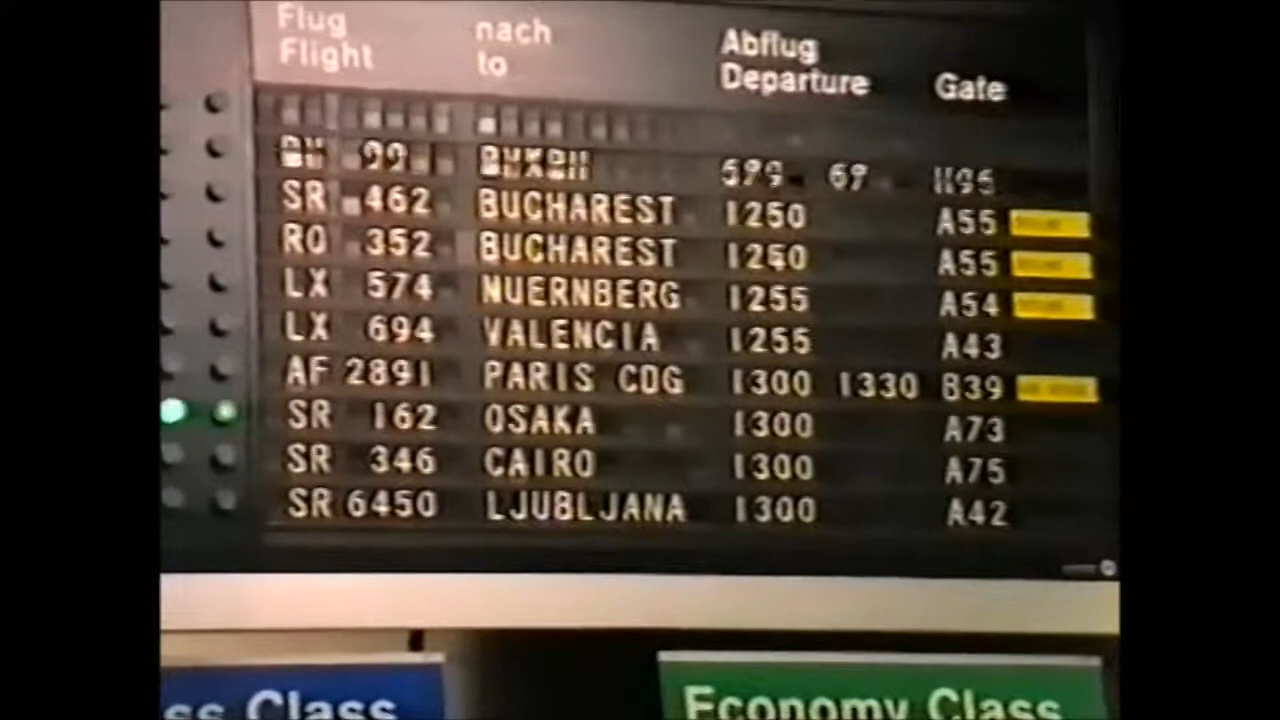 Flug nach Abflug
Flight to Departure Gate
SR 462 BUCHAREST 1250 A55
RO 352 BUCHAREST 1250 A55
LX 574 NUERNBERG 1255 A54
LX 694 VALENCIA 1255 A43
AF 2891 PARIS CDG 1300 1330 B39
SR 162 OSAKA 1300 A73
SR 346 CAIRO 1300 A75
SR 6450 LJUBLJANA 1300 A42
ss Class Economy Class